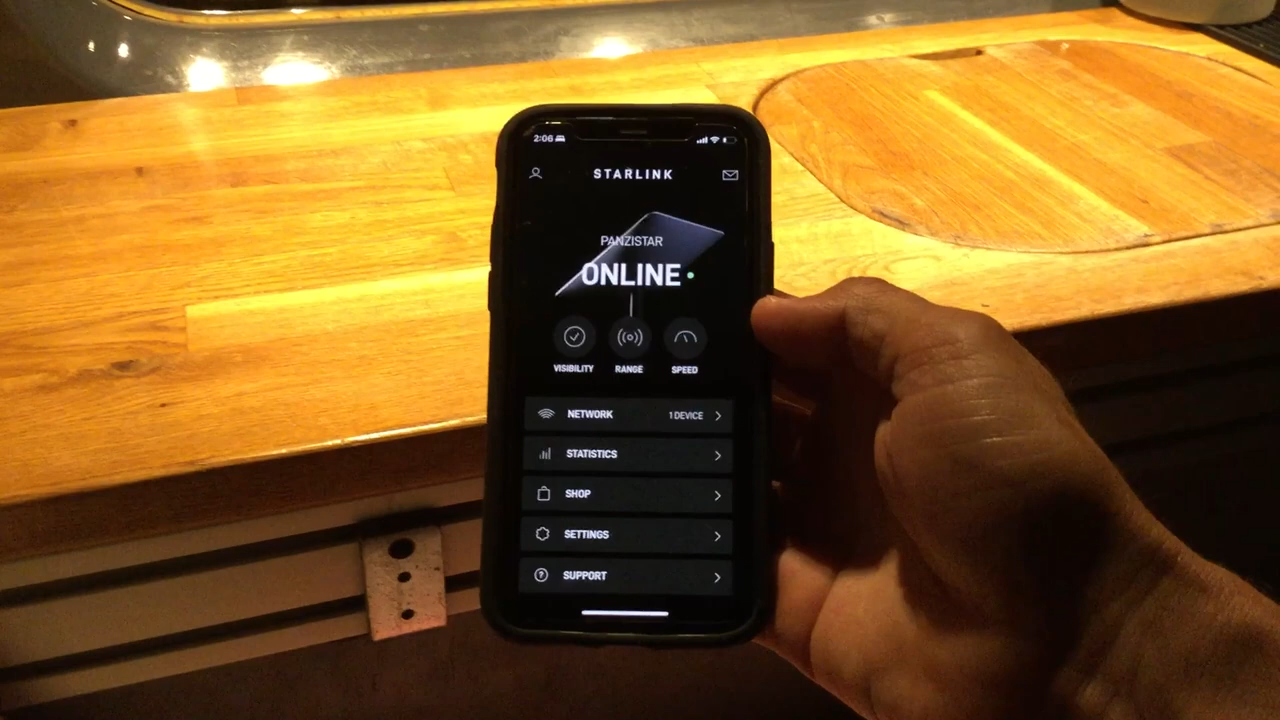 2:06
STARLINK
PANZISTAR
ONLINE
VISIBILITY RANGE SPEED
NETWORK 1 DEVICE
STATISTICS
SHOP
SETTINGS
SUPPORT